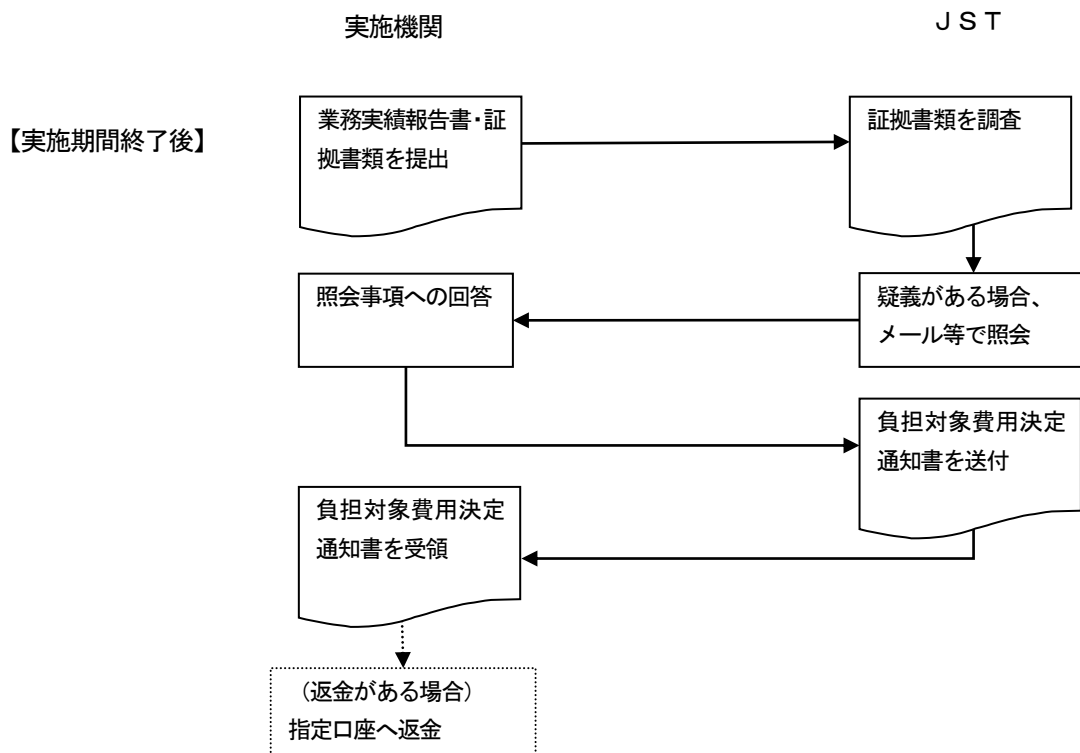 実施機関
ＪＳＴ
【実施期間終了後】
業務実績報告書・証
拠書類を提出
証拠書類を調査
疑義がある場合、
メール等で照会
照会事項への回答
負担対象費用決定
通知書を送付
負担対象費用決定
通知書を受領
（返金がある場合）
指定口座へ返金